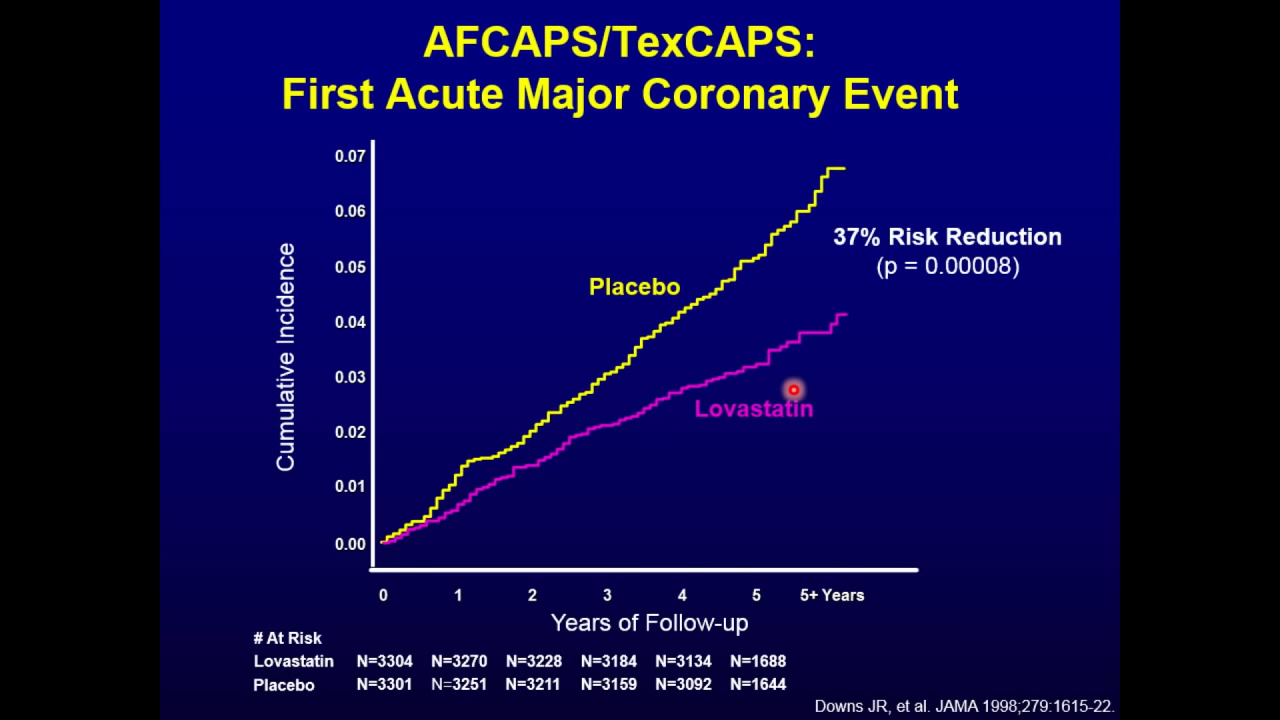 AFCAPS/TexCAPS:
First Acute Major Coronary Event
Cumulative Incidence
0.07
0.06
0.05
0.04
0.03
0.02
0.01
0.00
Placebo
Lovastatin
37% Risk Reduction
(p = 0.00008)
0 1 2 3 4 5 5+ Years
Years of Follow-up
# At Risk
Lovastatin N=3304 N=3270 N=3228 N=3184 N=3134 N=1688
Placebo N=3301 N=3251 N=3211 N=3159 N=3092 N=1644
Downs JR, et al. JAMA 1998;279:1615-22.